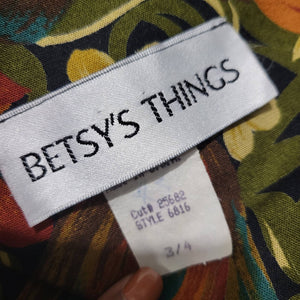 BETSY'S THINGS
Cut# 25682
STYLE 6816
3/4